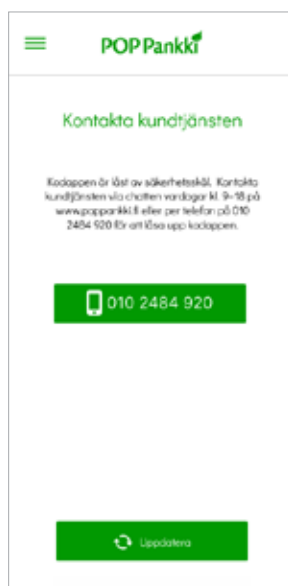 POP Pankki
Kontakta kundtjänsten
Kodappen är låst av säkerhetsskäl. Kontakta
kundtjänsten via chatten vardagar kl. 9-18 på
www.poppankki.fi eller per telefon på 010
2484 920 för att låsa upp kodappen.
010 2484 920
Uppdatera